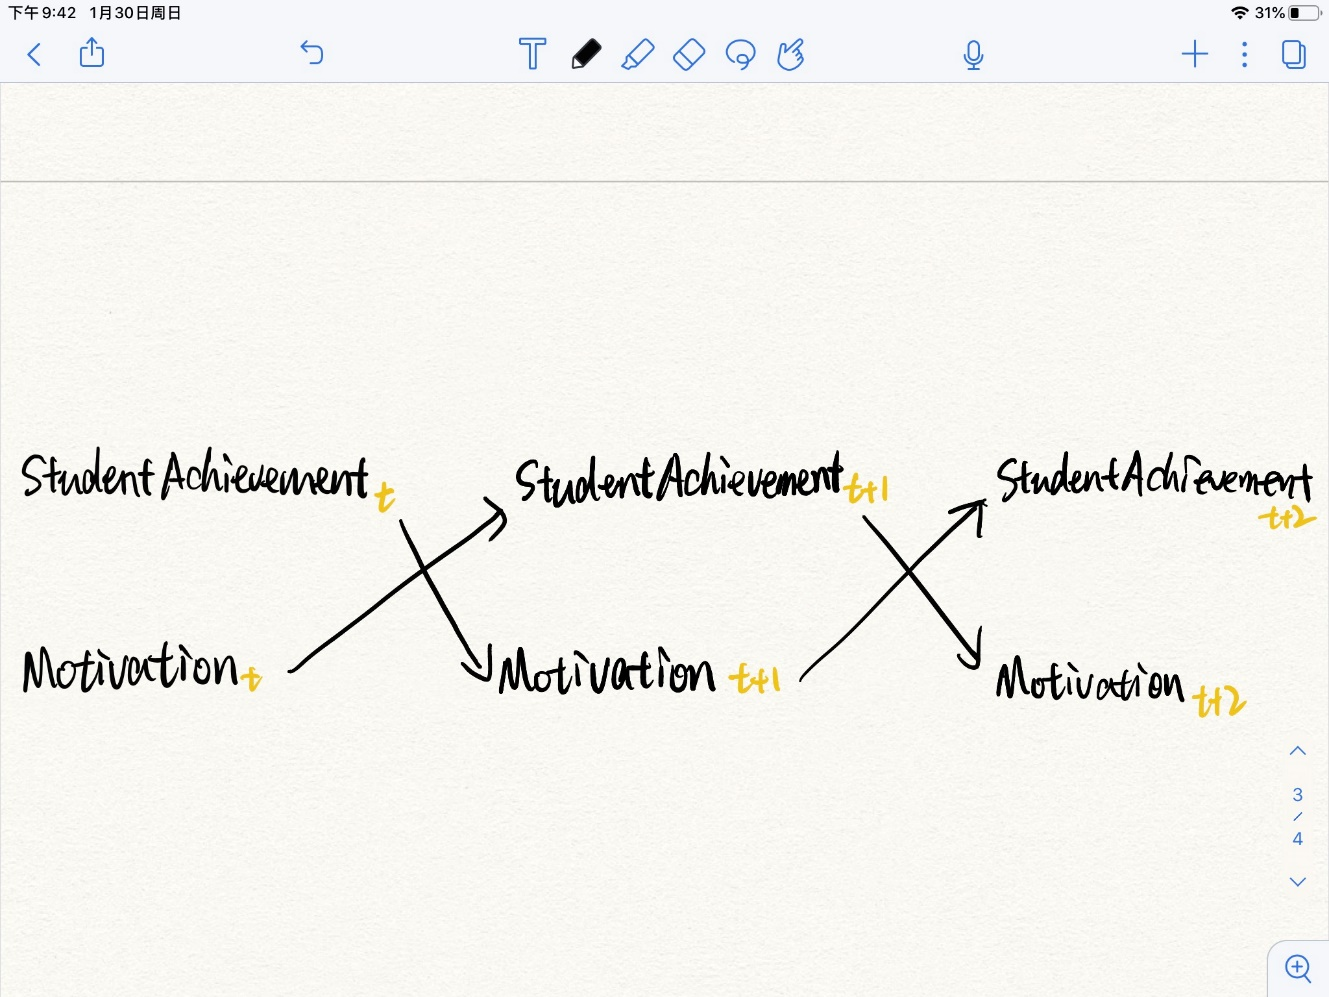 下午9:42 1月30日周日
31%
T
Student Achievement t
Student Achievement t+1
Student Achievement t+2
Motivation t
Motivation t+1
Motivation t+2
3
/
4